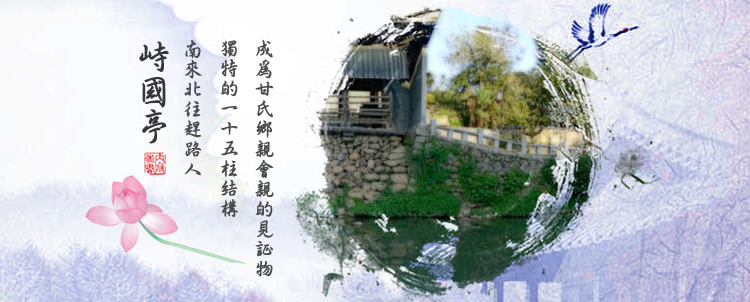 峙國亭
南來北往趕路人
獨特的一十五柱结構
成爲甘氏鄉親會親的見証物